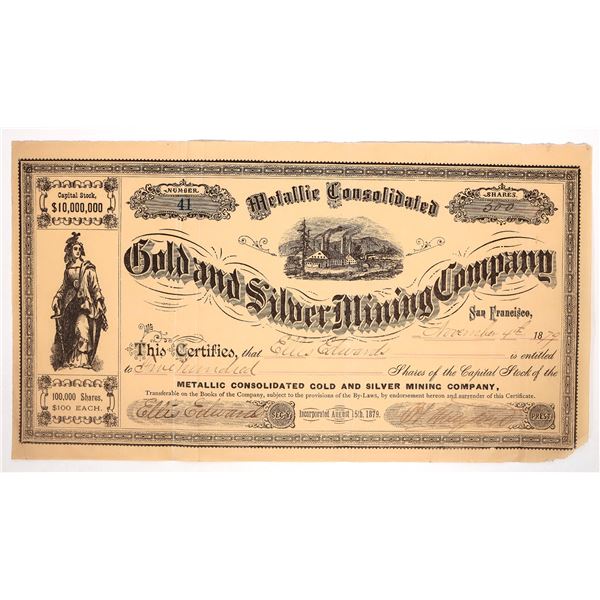 Capital Stock,
$10,000,000
NUMBER
41
Metallic Consolidated
SHARES
500
Gold and Silver Mining Company
San Francisco,
November 4th 1879
No
This Certifies, that Ellis Edwards is entitled
to Five Hundred Shares of the Capital Stock of the
METALLIC CONSOLIDATED GOLD AND SILVER MINING COMPANY,
Transferable on the Books of the Company, subject to the provisions of the By-Laws, by endorsement hereon and surrender of this Certificate.
100,000 Shares,
$100 EACH.
Ellis Edwards SEC'Y Incorporated August 15th, 1879. PREST.